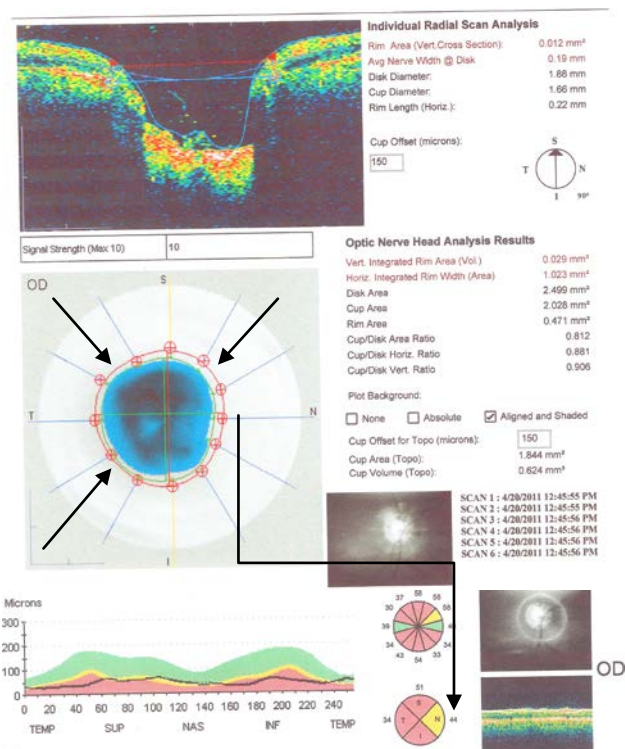 Individual Radial Scan Analysis
Rim Area (Vert.Cross Section): 0.012 mm²
Avg Nerve Width @ Disk 0.19 mm
Disk Diameter: 1.88 mm
Cup Diameter: 1.66 mm
Rim Length (Horiz.): 0.22 mm
Cup Offset (microns):
150
S
T N
I 90°
Signal Strength (Max 10) 10
Optic Nerve Head Analysis Results
Vert. Integrated Rim Area (Vol.) 0.029 mm³
Horiz. Integrated Rim Width (Area) 1.023 mm²
Disk Area 2.499 mm²
Cup Area 2.028 mm²
Rim Area 0.471 mm²
Cup/Disk Area Ratio 0.812
Cup/Disk Horiz. Ratio 0.881
Cup/Disk Vert. Ratio 0.906
Plot Background:
None Absolute Aligned and Shaded
Cup Offset for Topo (microns): 150
Cup Area (Topo): 1.844 mm²
Cup Volume (Topo): 0.624 mm³
OD
S
T N
I
SCAN 1 : 4/20/2011 12:45:55 PM
SCAN 2 : 4/20/2011 12:45:55 PM
SCAN 3 : 4/20/2011 12:45:56 PM
SCAN 4 : 4/20/2011 12:45:56 PM
SCAN 5 : 4/20/2011 12:45:56 PM
SCAN 6 : 4/20/2011 12:45:56 PM
Microns
300
200
100
0
0 20 40 60 80 100 120 140 160 180 200 220 240
TEMP SUP NAS INF TEMP
37 58 58
30 58
39
34 34
43 54 33
51
S
34 T N 44
I
OD